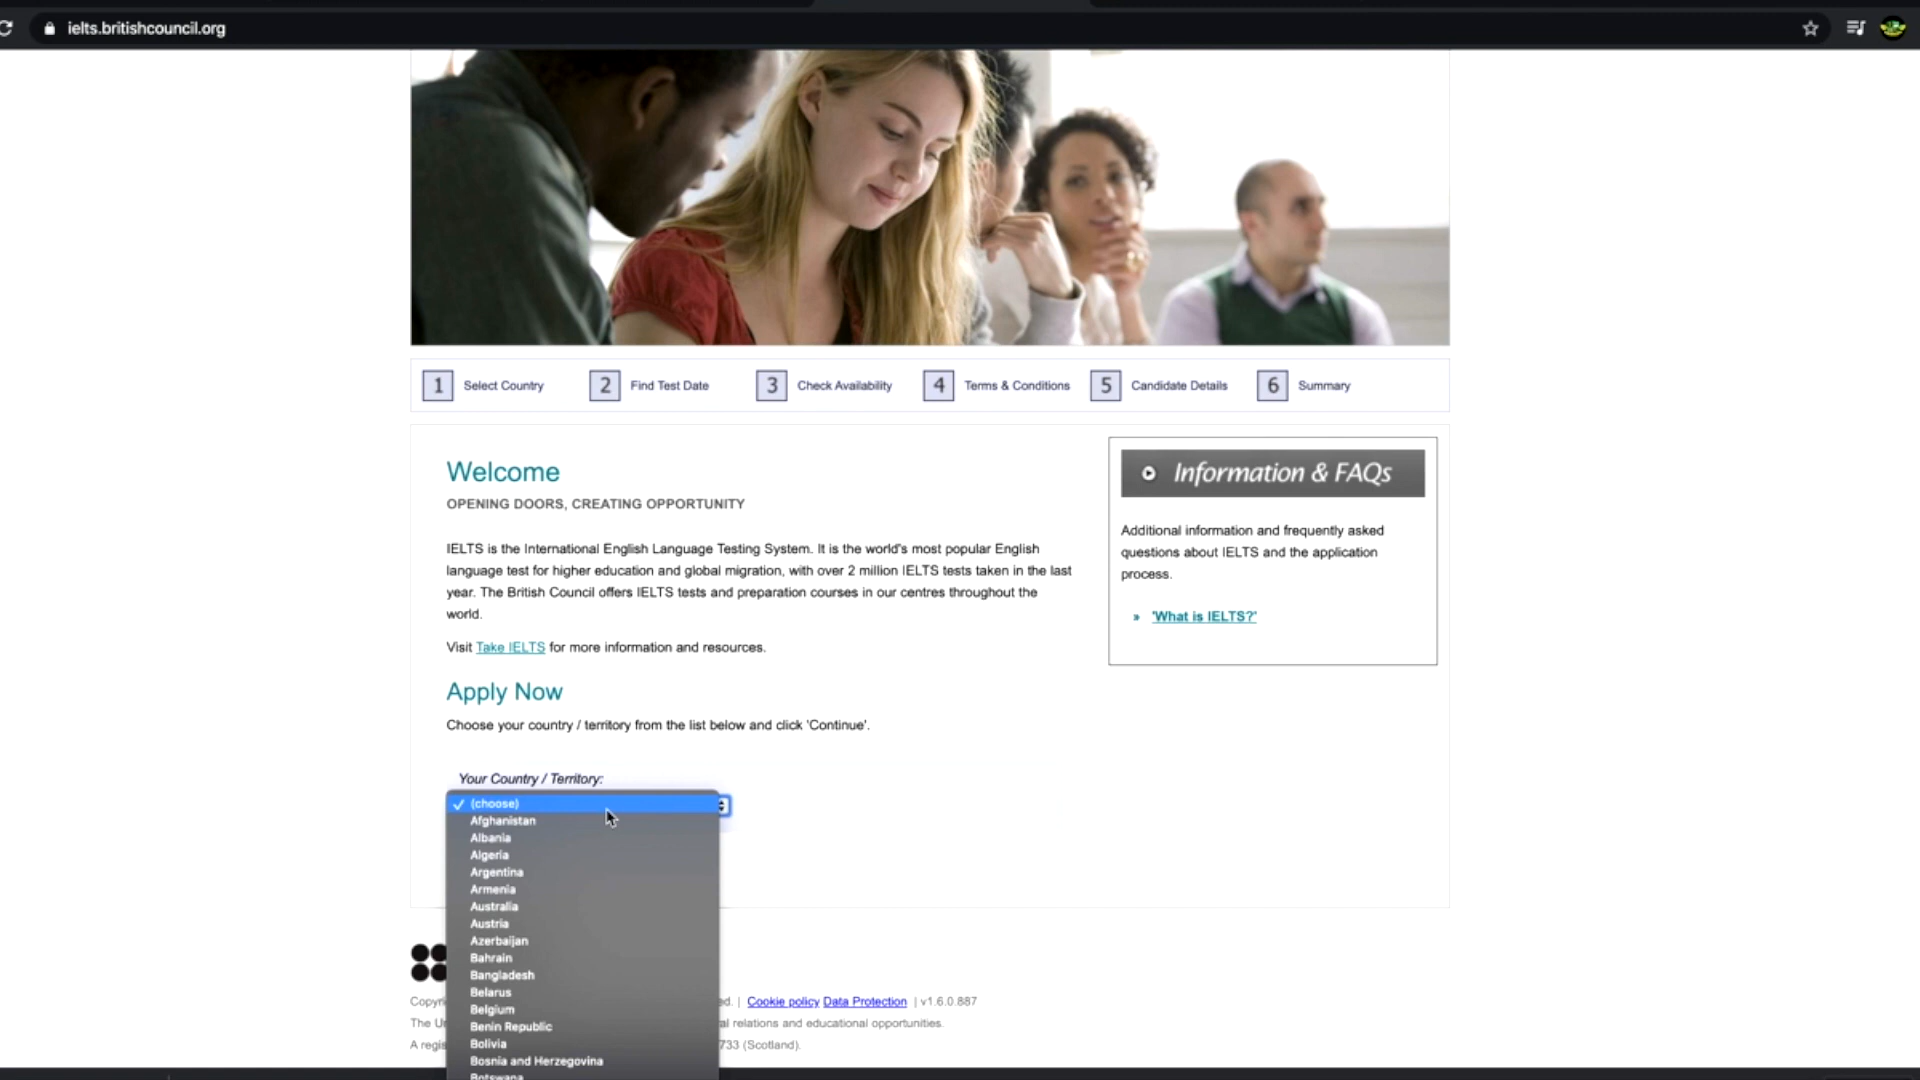 ielts.britishcouncil.org
1 Select Country 2 Find Test Date 3 Check Availability 4 Terms & Conditions 5 Candidate Details 6 Summary
Welcome
OPENING DOORS, CREATING OPPORTUNITY
IELTS is the International English Language Testing System. It is the world's most popular English
language test for higher education and global migration, with over 2 million IELTS tests taken in the last
year. The British Council offers IELTS tests and preparation courses in our centres throughout the
world.
Visit Take IELTS for more information and resources.
Apply Now
Choose your country / territory from the list below and click 'Continue'.
Your Country / Territory:
(choose)
Afghanistan
Albania
Algeria
Argentina
Armenia
Australia
Austria
Azerbaijan
Bahrain
Bangladesh
Belarus
Belgium
Benin Republic
Bolivia
Bosnia and Herzegovina
Botswana
Information & FAQs
Additional information and frequently asked
questions about IELTS and the application
process.
» 'What is IELTS?'
Copyri ed. | Cookie policy Data Protection | v1.6.0.887
The Un al relations and educational opportunities.
A regis 733 (Scotland).